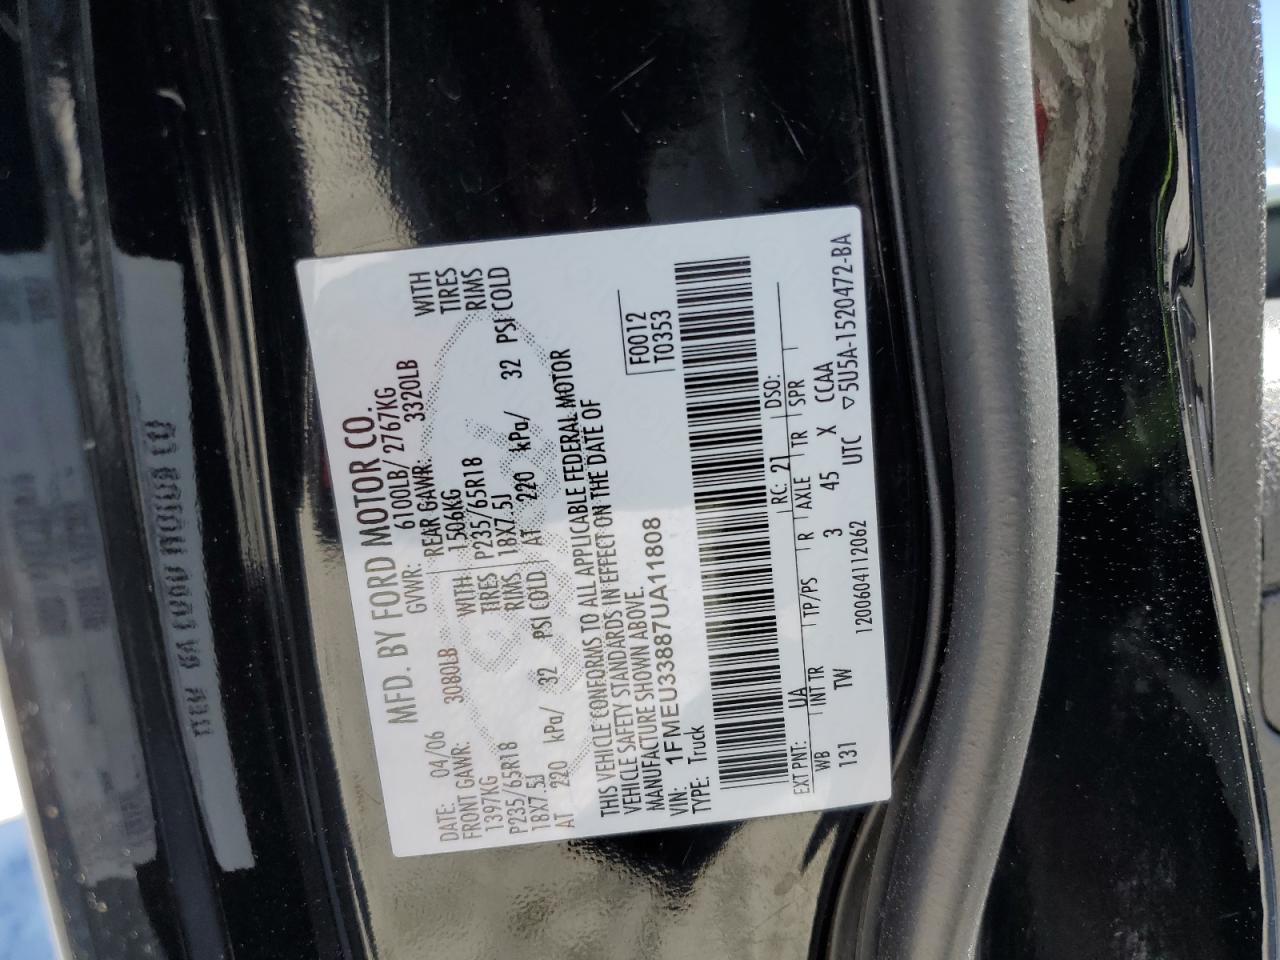 MFD. BY FORD MOTOR CO.
DATE: 04/06 GVWR: 6100LB/ 2767KG
FRONT GAWR: 3080LB REAR GAWR: 3320LB
1397KG WITH 1506KG WITH
P235/65R18 TIRES P235/65R18 TIRES
18X7.5J RIMS 18X7.5J RIMS
AT 220 kPa/ 32 PSI COLD AT 220 kPa/ 32 PSI COLD
THIS VEHICLE CONFORMS TO ALL APPLICABLE FEDERAL MOTOR
VEHICLE SAFETY STANDARDS IN EFFECT ON THE DATE OF
MANUFACTURE SHOWN ABOVE.
VIN: 1FMEU33887UA11808 F0012
TYPE: Truck T0353
EXT PNT: UA RC: 21 DSO:
WB INT TR TP/PS R AXLE TR SPR
131 TW 3 45 X CCAA
1200604112062 UTC ▽5U5A-1520472-BA